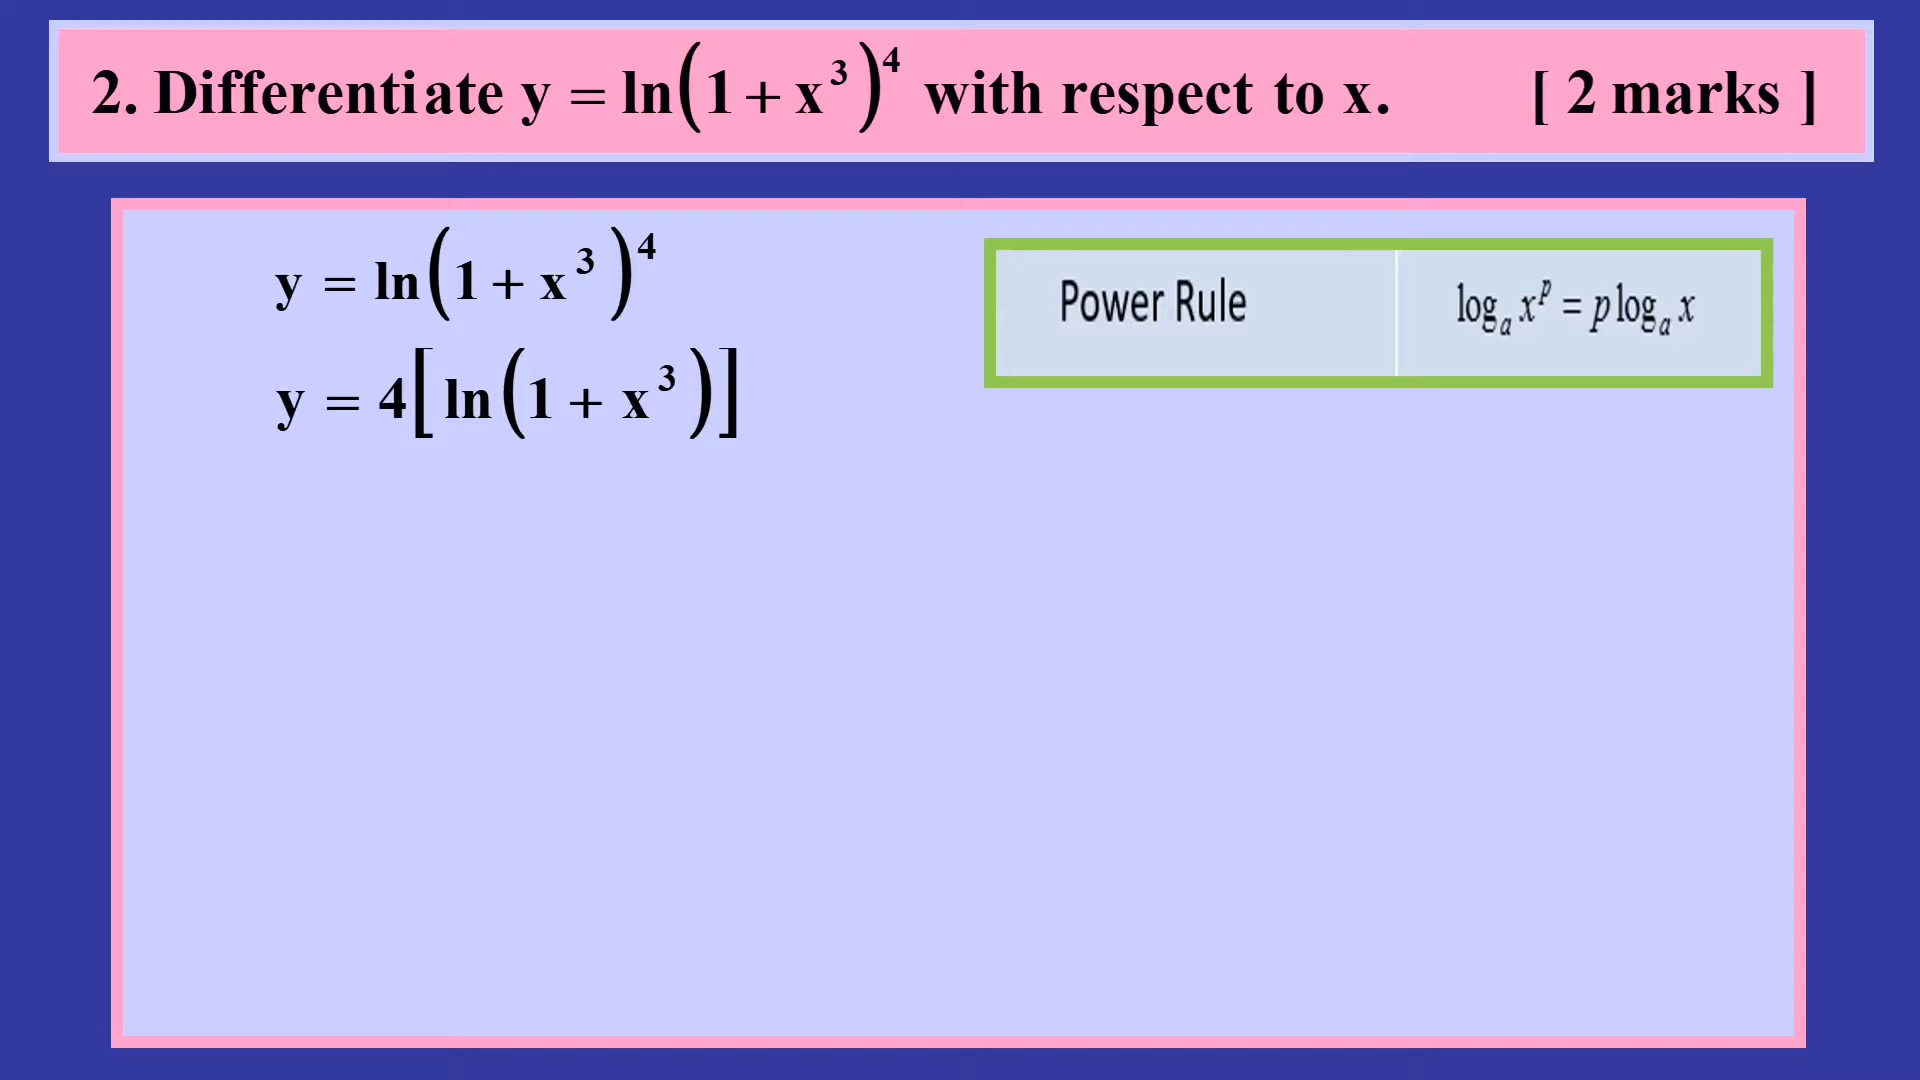 2. Differentiate y = ln(1 + x³)⁴ with respect to x. [ 2 marks ]
y = ln(1 + x³)⁴
Power Rule logₐ xᵖ = p logₐ x
y = 4[ ln(1 + x³)]